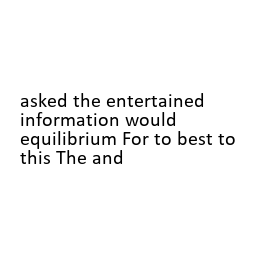 asked the entertained
information would
equilibrium For to best to
this The and